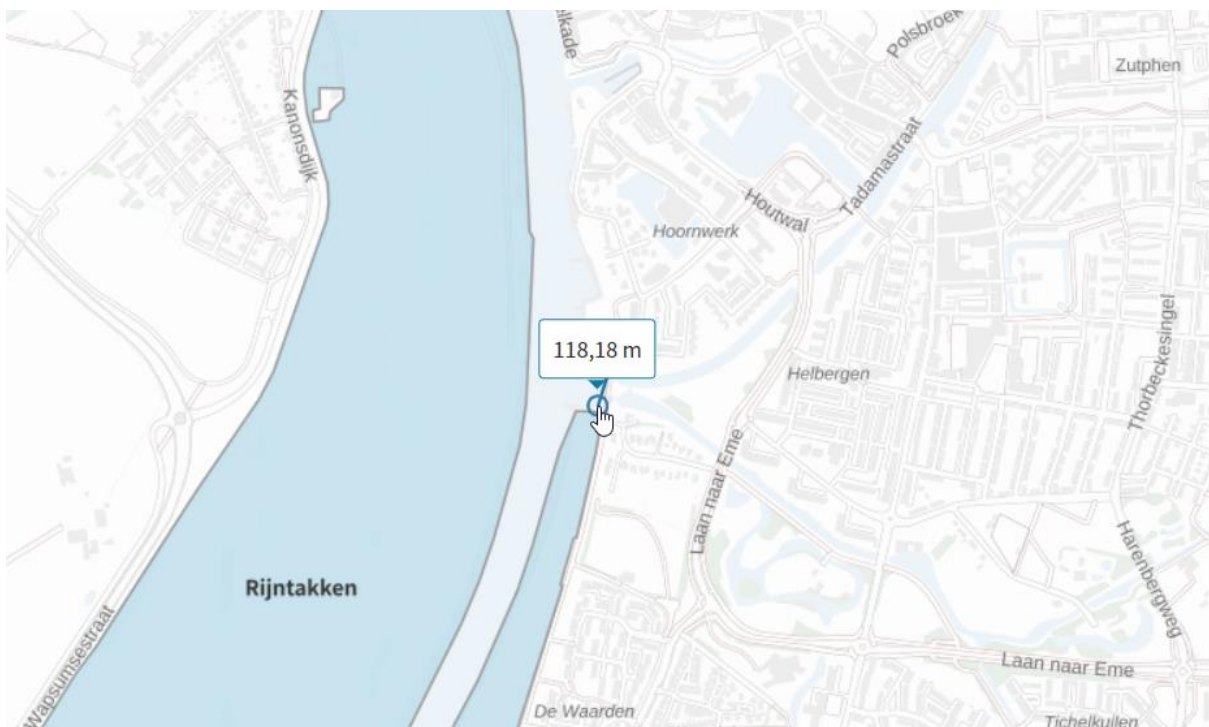 elkade
Polsbroek
Zutphen
Kanonsdijk
Tadamastraat
Houtwal
Hoornwerk
118,18 m
Helbergen
Thorbeckesingel
Laan naar Eme
Rijntakken
Harenbergweg
Wapsumsestraat
Laan naar Eme
De Waarden
Tichelkuilen